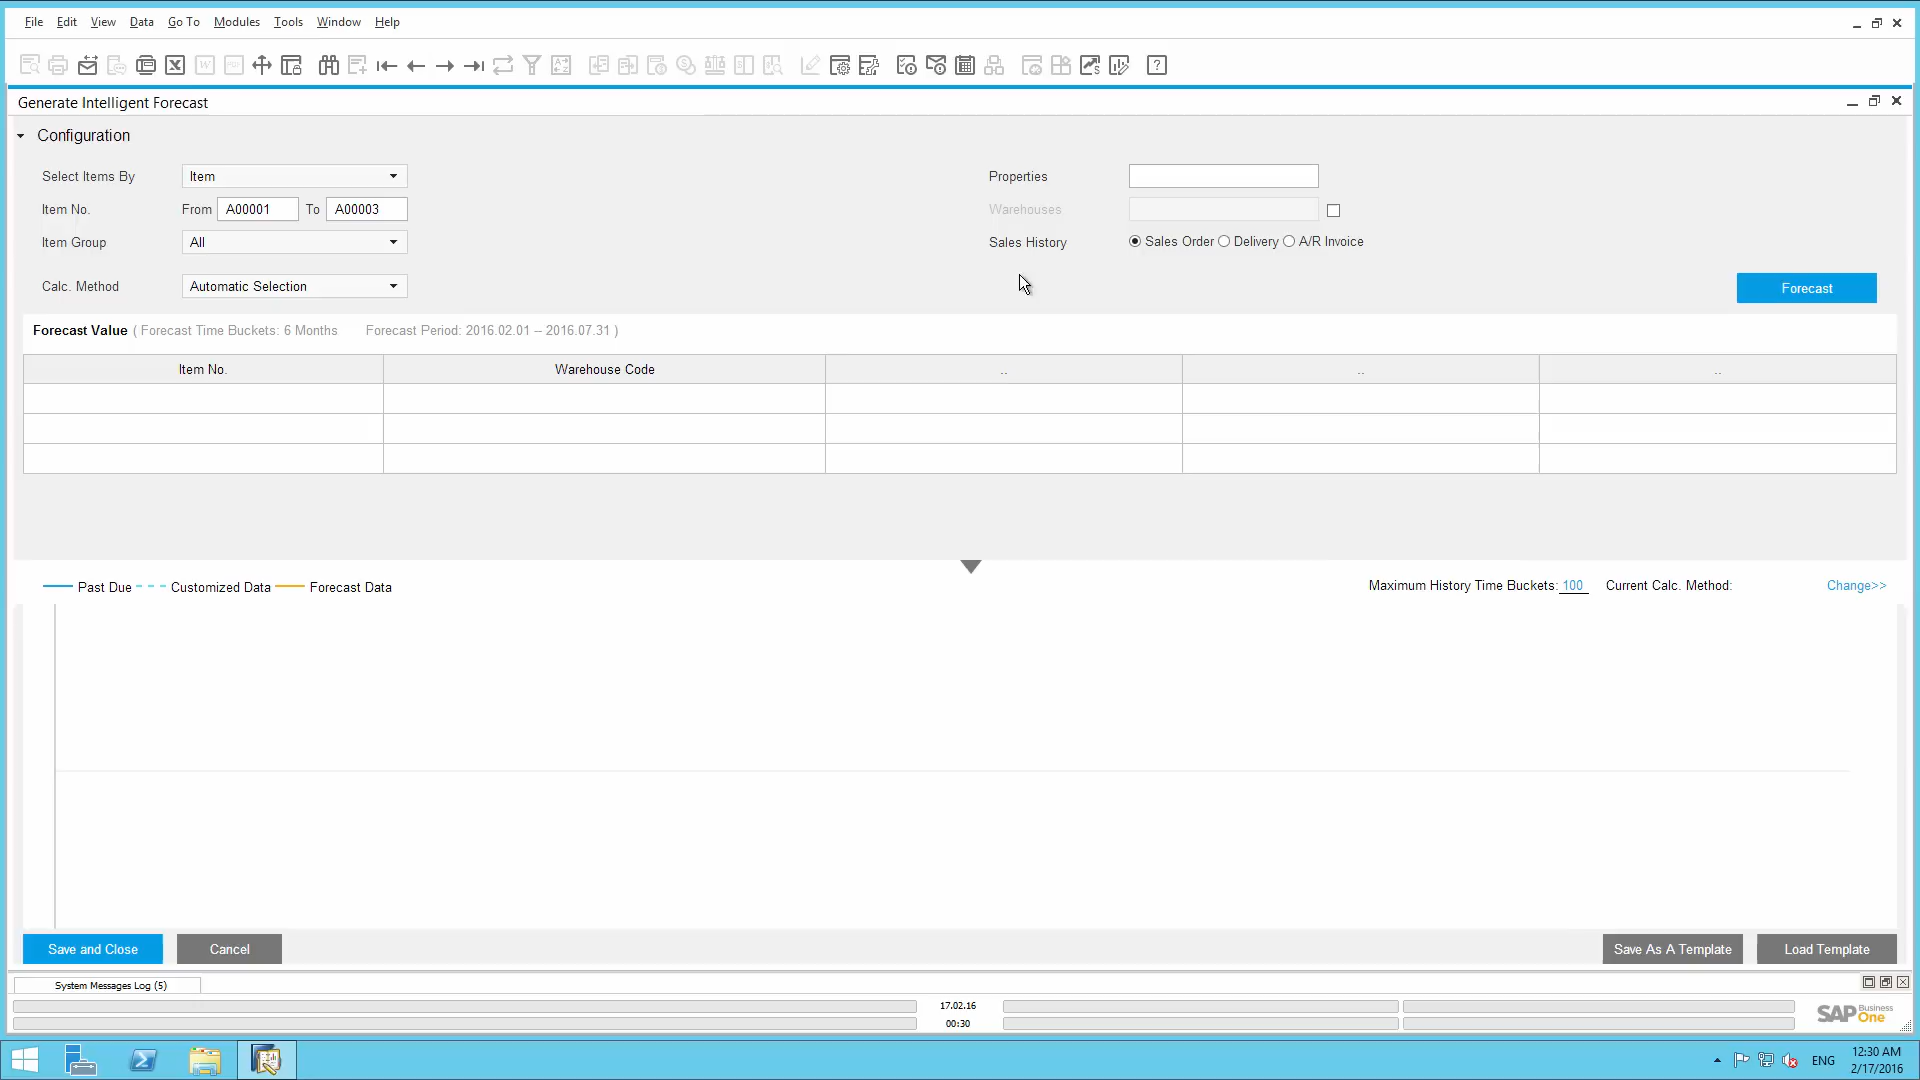 File Edit View Data Go To Modules Tools Window Help
Generate Intelligent Forecast
Configuration
Select Items By Item Properties
Item No. From A00001 To A00003 Warehouses
Item Group All Sales History Sales Order Delivery A/R Invoice
Calc. Method Automatic Selection Forecast
Forecast Value ( Forecast Time Buckets: 6 Months Forecast Period: 2016.02.01 – 2016.07.31 )
Item No. Warehouse Code .. .. ..
Past Due Customized Data Forecast Data Maximum History Time Buckets: 100 Current Calc. Method: Change>>
Save and Close Cancel Save As A Template Load Template
System Messages Log (5)
17.02.16
00:30
SAP Business One
ENG 12:30 AM
2/17/2016